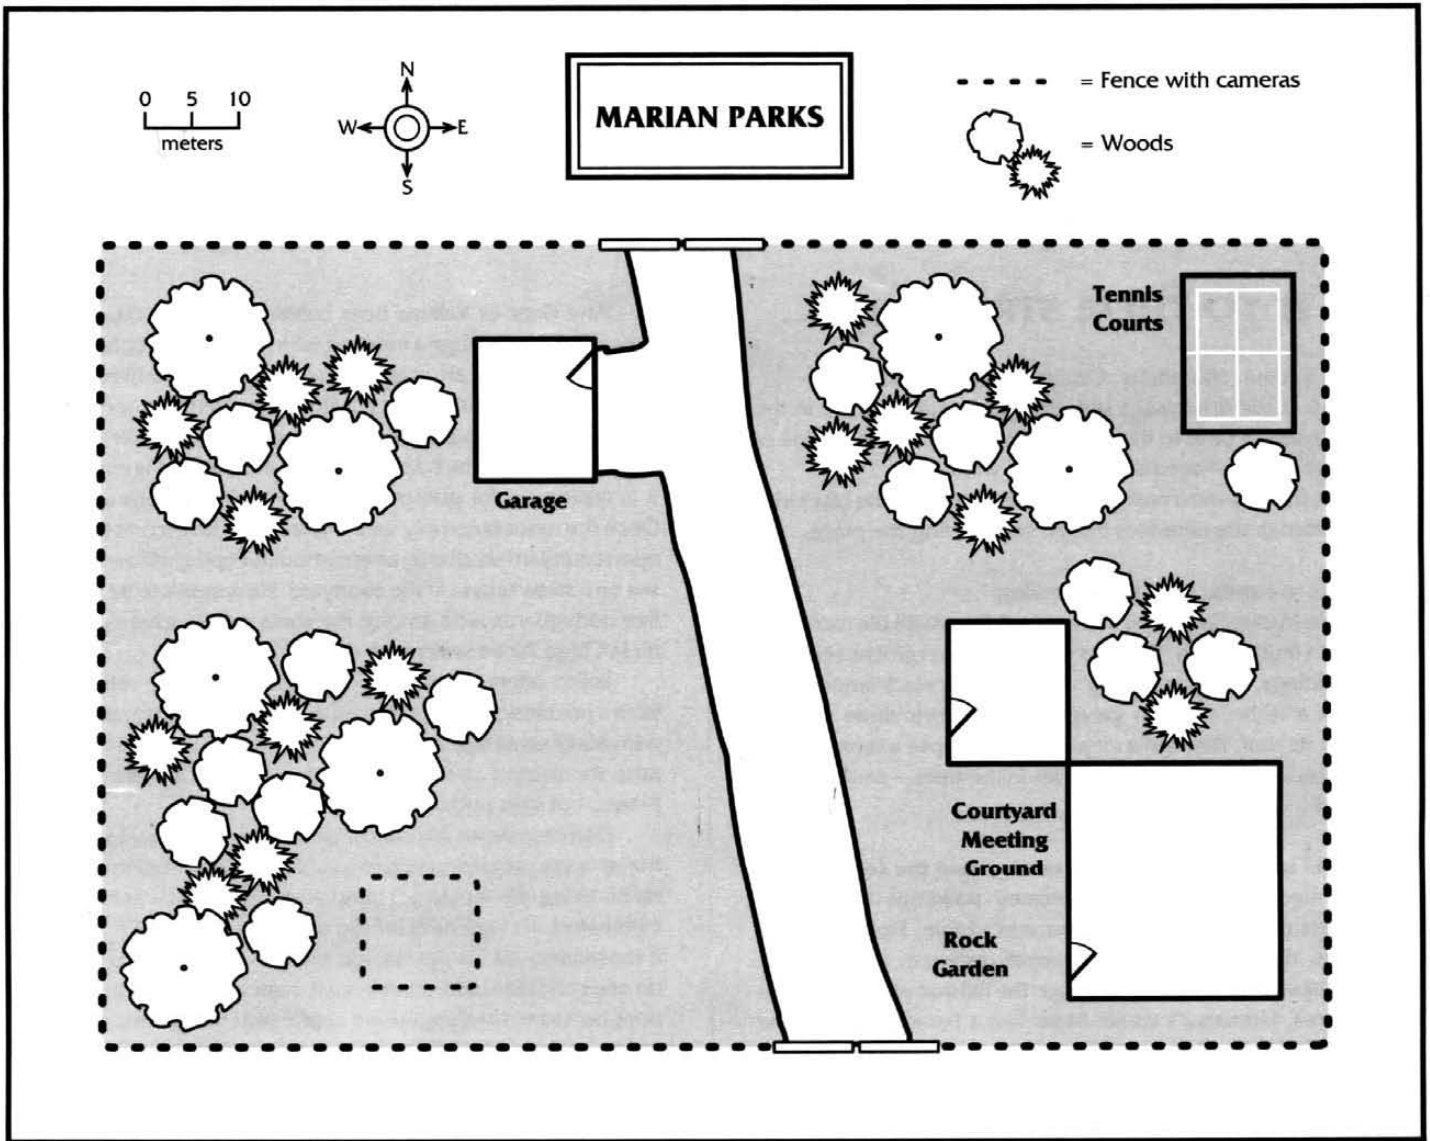 0 5 10
meters
N
W E
S
MARIAN PARKS
= Fence with cameras
= Woods
Tennis
Courts
Garage
Courtyard
Meeting
Ground
Rock
Garden